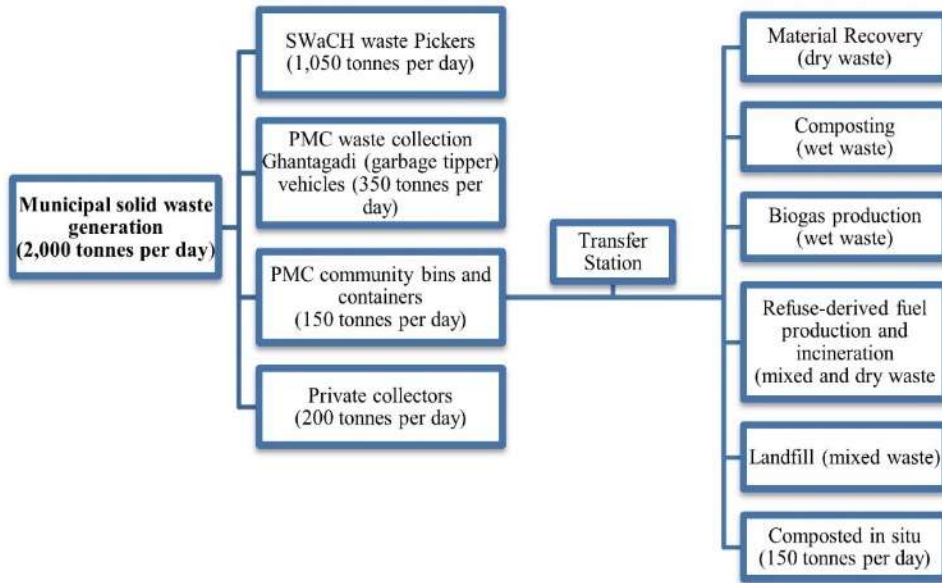 Municipal solid waste
generation
(2,000 tonnes per day)
SWaCH waste Pickers
(1,050 tonnes per day)
PMC waste collection
Ghantagadi (garbage tipper)
vehicles (350 tonnes per
day)
PMC community bins and
containers
(150 tonnes per day)
Private collectors
(200 tonnes per day)
Transfer
Station
Material Recovery
(dry waste)
Composting
(wet waste)
Biogas production
(wet waste)
Refuse-derived fuel
production and
incineration
(mixed and dry waste
Landfill (mixed waste)
Composted in situ
(150 tonnes per day)